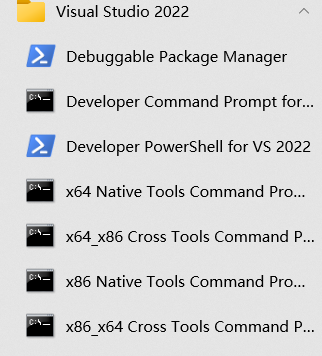 Visual Studio 2022
Debuggable Package Manager
Developer Command Prompt for...
Developer PowerShell for VS 2022
x64 Native Tools Command Pro...
x64_x86 Cross Tools Command P...
x86 Native Tools Command Pro...
x86_x64 Cross Tools Command P...